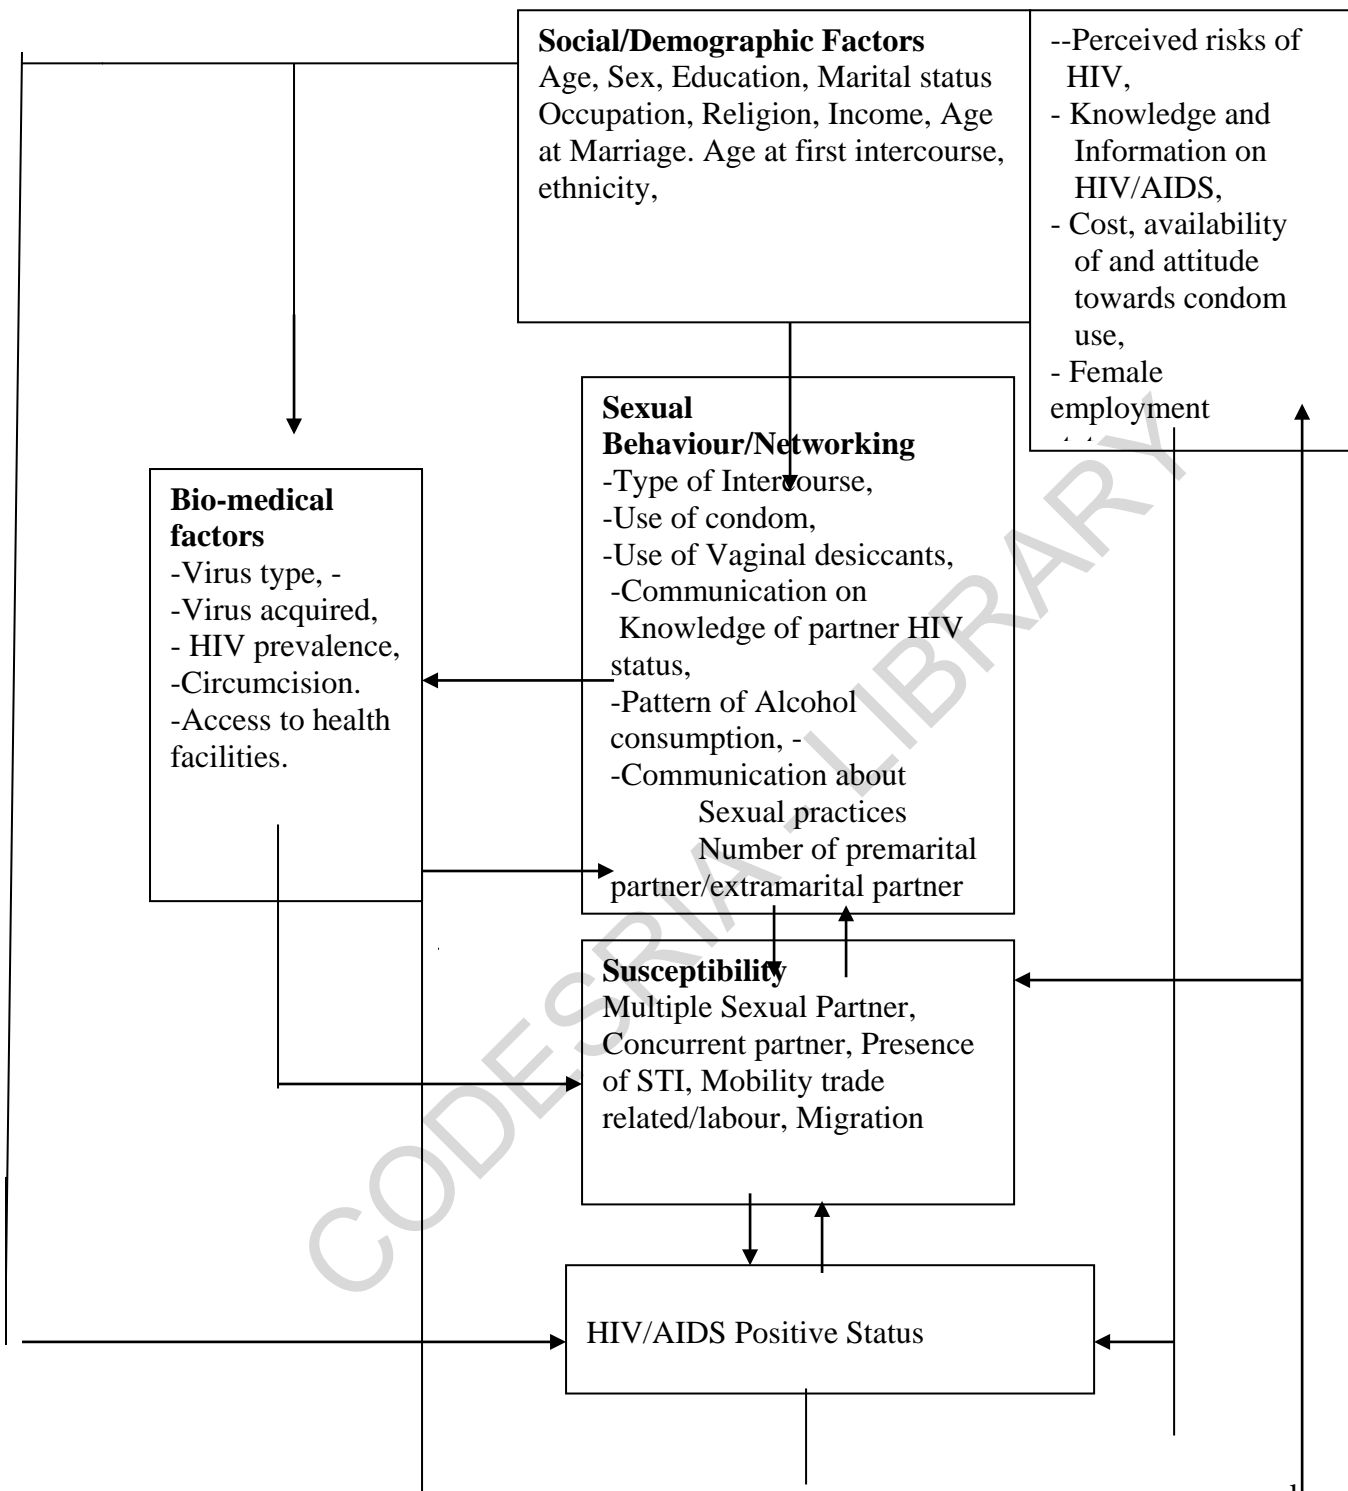 Social/Demographic Factors
Age, Sex, Education, Marital status
Occupation, Religion, Income, Age
at Marriage. Age at first intercourse,
ethnicity,
--Perceived risks of
HIV,
- Knowledge and
Information on
HIV/AIDS,
- Cost, availability
of and attitude
towards condom
use,
- Female
employment
Sexual
Behaviour/Networking
-Type of Intercourse,
-Use of condom,
-Use of Vaginal desiccants,
-Communication on
Knowledge of partner HIV
status,
-Pattern of Alcohol
consumption, -
-Communication about
Sexual practices
Number of premarital
partner/extramarital partner
Bio-medical
factors
-Virus type, -
-Virus acquired,
- HIV prevalence,
-Circumcision.
-Access to health
facilities.
Susceptibility
Multiple Sexual Partner,
Concurrent partner, Presence
of STI, Mobility trade
related/labour, Migration
HIV/AIDS Positive Status
CODESRIA - LIBRARY